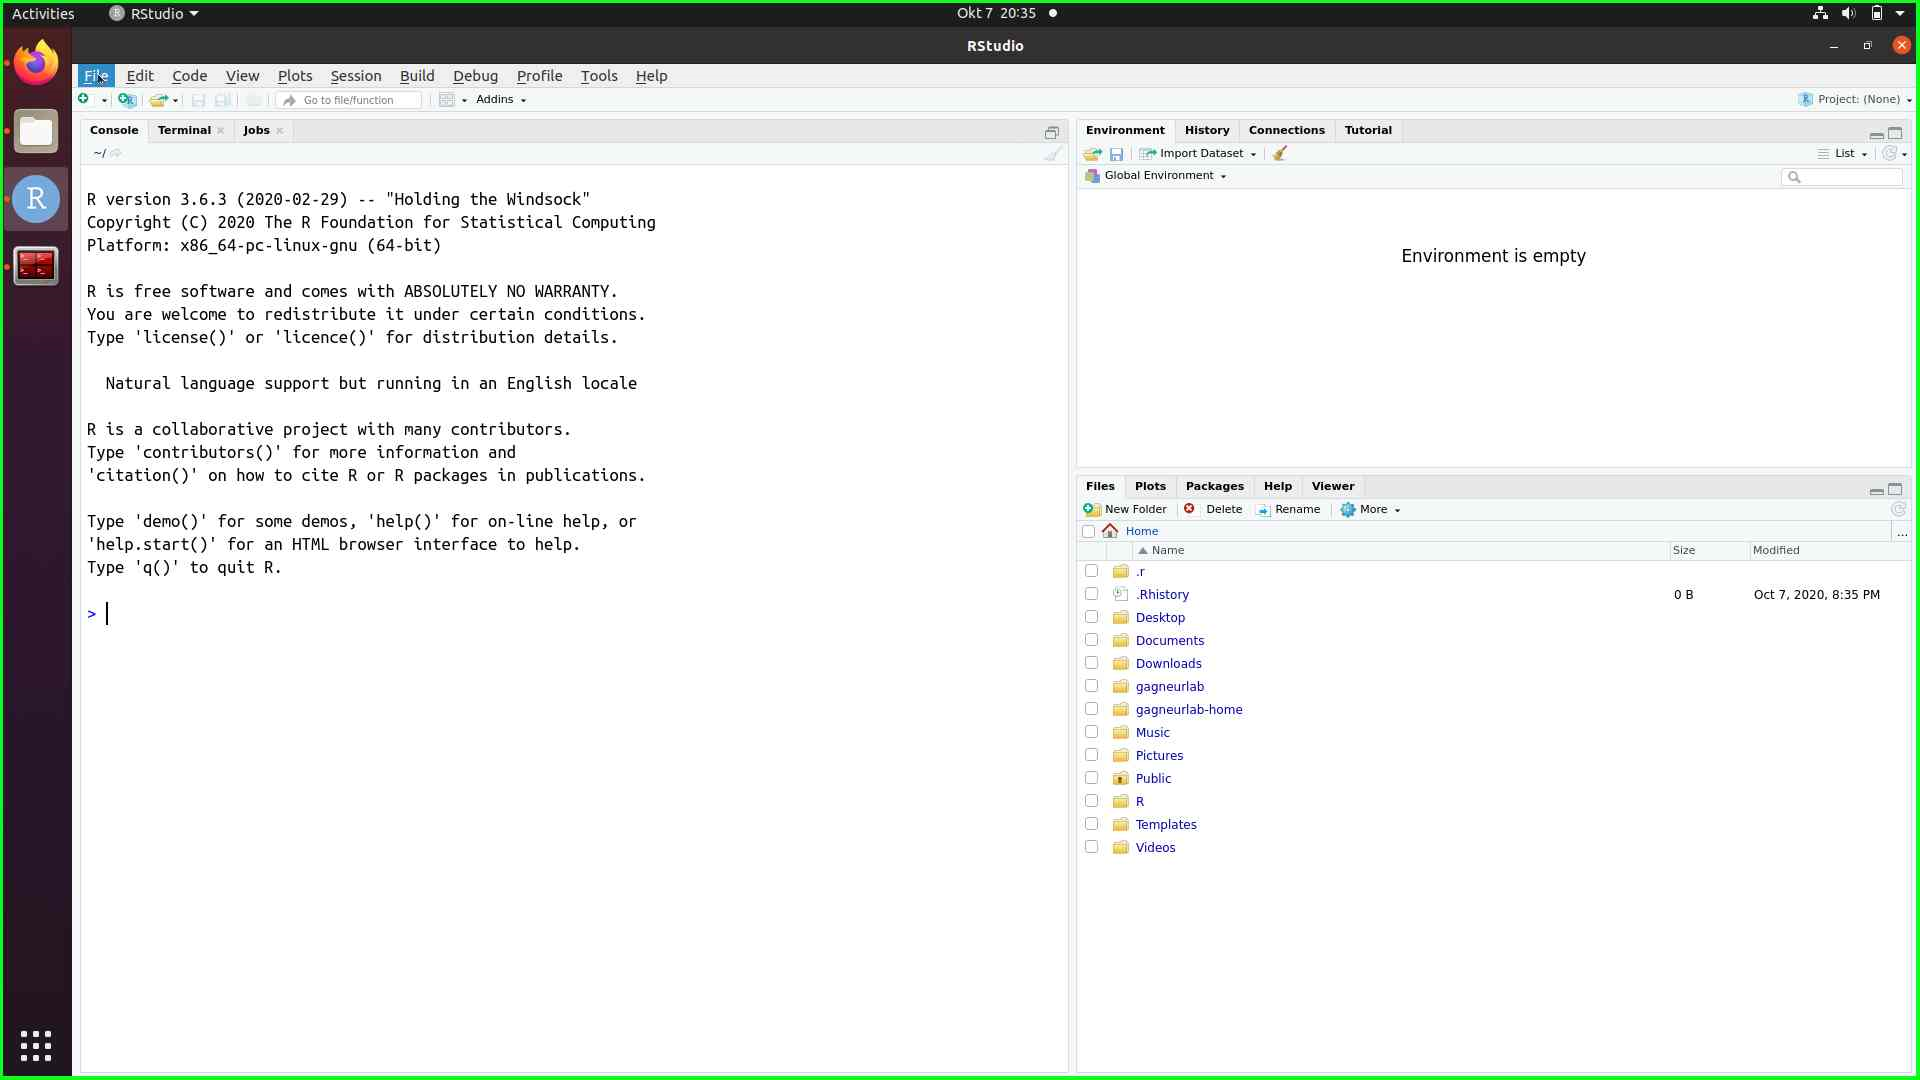 Activities RStudio Okt 7 20:35
RStudio
File Edit Code View Plots Session Build Debug Profile Tools Help
Go to file/function Addins Project: (None)
Console Terminal Jobs
~/
R version 3.6.3 (2020-02-29) -- "Holding the Windsock"
Copyright (C) 2020 The R Foundation for Statistical Computing
Platform: x86_64-pc-linux-gnu (64-bit)
R is free software and comes with ABSOLUTELY NO WARRANTY.
You are welcome to redistribute it under certain conditions.
Type 'license()' or 'licence()' for distribution details.
Natural language support but running in an English locale
R is a collaborative project with many contributors.
Type 'contributors()' for more information and
'citation()' on how to cite R or R packages in publications.
Type 'demo()' for some demos, 'help()' for on-line help, or
'help.start()' for an HTML browser interface to help.
Type 'q()' to quit R.
>
Environment History Connections Tutorial
Import Dataset List
Global Environment
Environment is empty
Files Plots Packages Help Viewer
New Folder Delete Rename More
Home ...
Name Size Modified
.r
.Rhistory 0 B Oct 7, 2020, 8:35 PM
Desktop
Documents
Downloads
gagneurlab
gagneurlab-home
Music
Pictures
Public
R
Templates
Videos